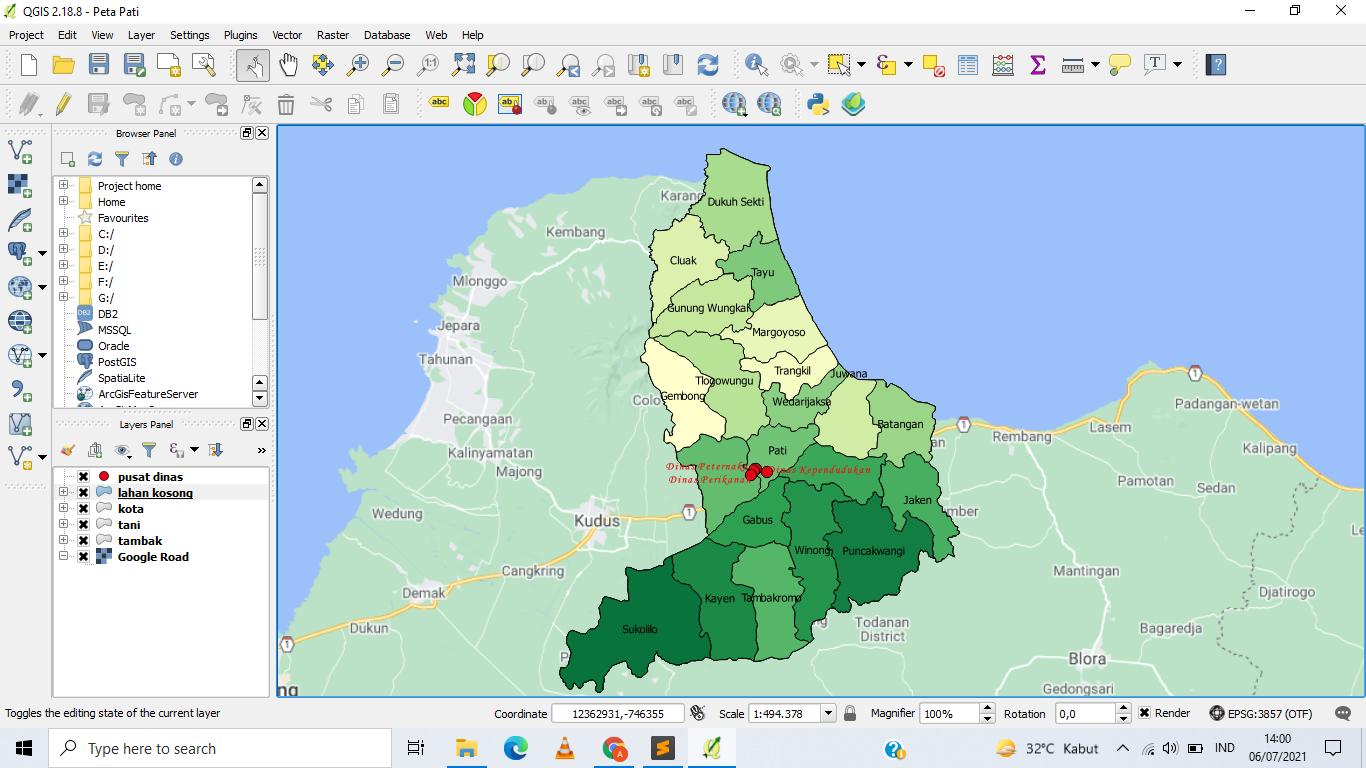 QGIS 2.18.8 - Peta Pati
Project Edit View Layer Settings Plugins Vector Raster Database Web Help
Browser Panel
Project home
Home
Favourites
C:/
D:/
E:/
F:/
G:/
DB2
MSSQL
Oracle
PostGIS
SpatiaLite
ArcGisFeatureServer
Layers Panel
pusat dinas
lahan kosong
kota
tani
tambak
Google Road
Karang
Dukuh Sekti
Kembang
Cluak
Tayu
Mlonggo
Gunung Wungkal
Jepara
Margoyoso
Tahunan
Trangkil
Juwana
Tlogowungu
Gembong
Colo
Wedarijaksa
Padangan-wetan
Pecangaan
Batangan
Lasem
Rembang
Kalinyamatan
Pati
Kalipang
Majong
Dinas Kependudukan
Dinas Perikanan
Pamotan
Sedan
Jaken
Wedung
Kudus
Gabus
Winong
Puncakwangi
Cangkring
Mantingan
Demak
Kayen
Tambakromo
Djatirogo
Dukun
Sukolilo
Todanan
District
Bagaredja
Blora
Gedongsari
Toggles the editing state of the current layer
Coordinate 12362931,-746355 Scale 1:494.378 Magnifier 100% Rotation 0,0 Render EPSG:3857 (OTF)
Type here to search
32°C Kabut
IND
14:00
06/07/2021